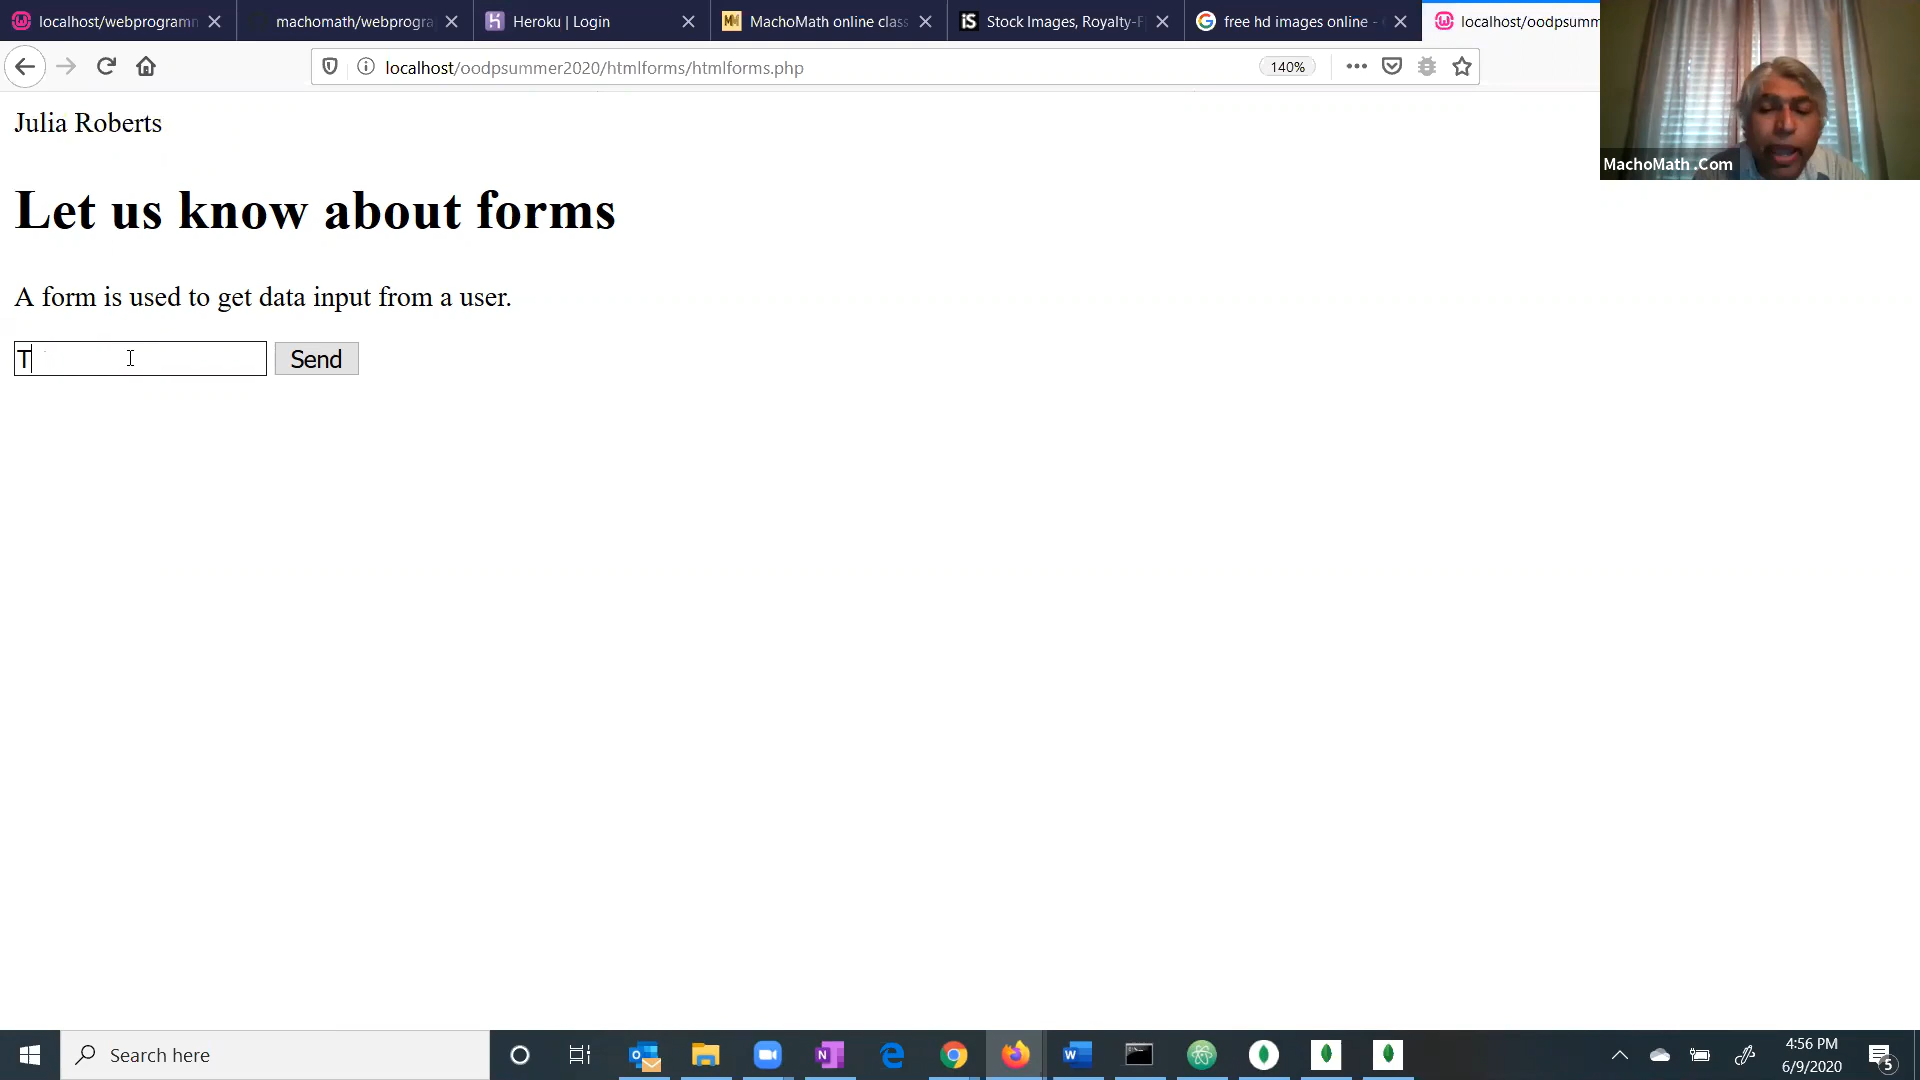 localhost/webprogramm
machomath/webprogra
Heroku | Login
MachoMath online class
Stock Images, Royalty-F
free hd images online -
localhost/oodpsumm
localhost/oodpsummer2020/htmlforms/htmlforms.php
140%
MachoMath .Com
Julia Roberts
Let us know about forms
A form is used to get data input from a user.
T
Send
Search here
4:56 PM
6/9/2020
5